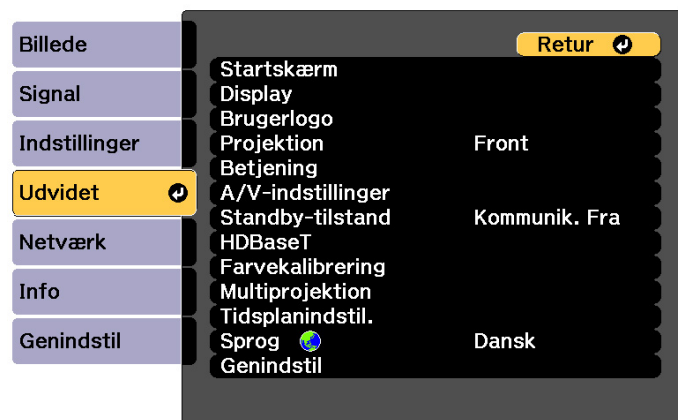 Billede
Signal
Indstillinger
Udvidet
Netværk
Info
Genindstil
Retur
Startskærm
Display
Brugerlogo
Projektion Front
Betjening
A/V-indstillinger
Standby-tilstand Kommunik. Fra
HDBaseT
Farvekalibrering
Multiprojektion
Tidsplanindstil.
Sprog Dansk
Genindstil